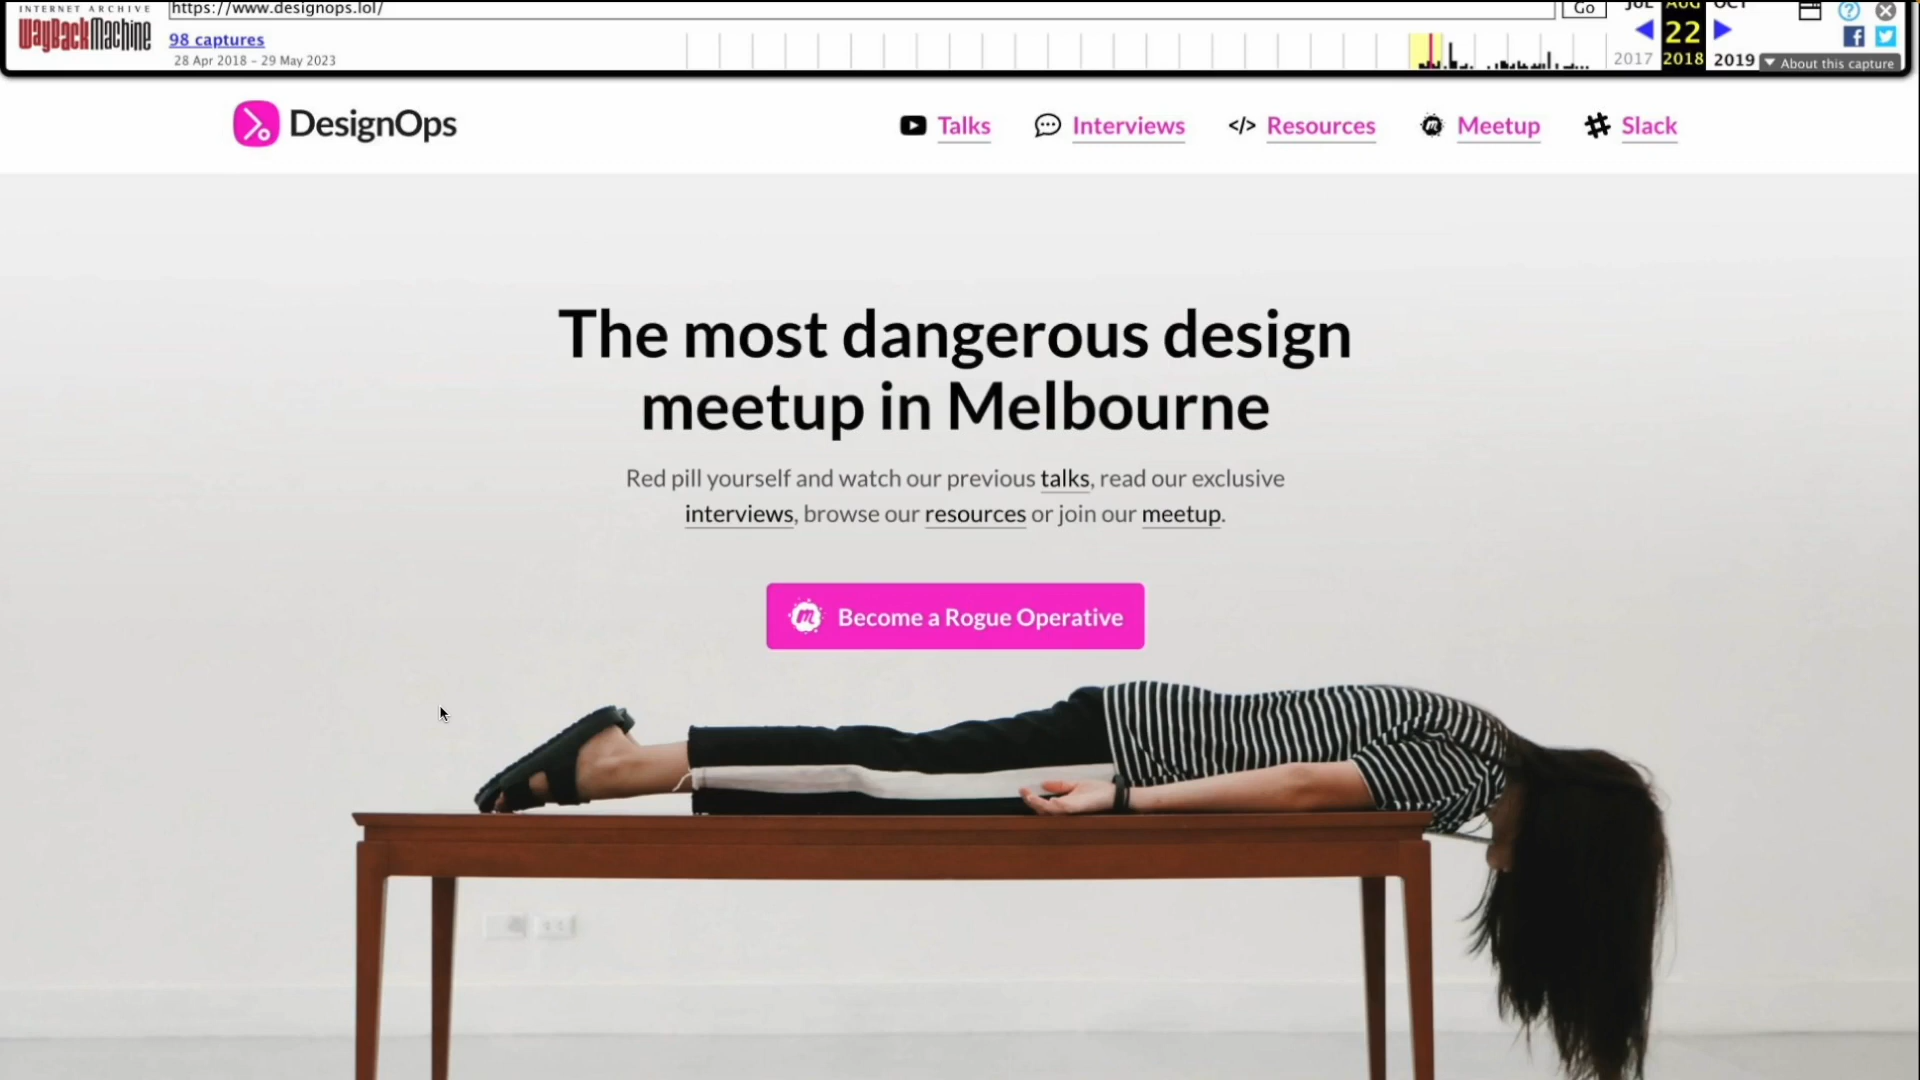 INTERNET ARCHIVE
WayBackMachine
https://www.designops.lol/
Go
98 captures
28 Apr 2018 – 29 May 2023
JUL AUG OCT
22
2017 2018 2019
About this capture
DesignOps
Talks
Interviews
</> Resources
Meetup
Slack
The most dangerous design
meetup in Melbourne
Red pill yourself and watch our previous talks, read our exclusive
interviews, browse our resources or join our meetup.
Become a Rogue Operative